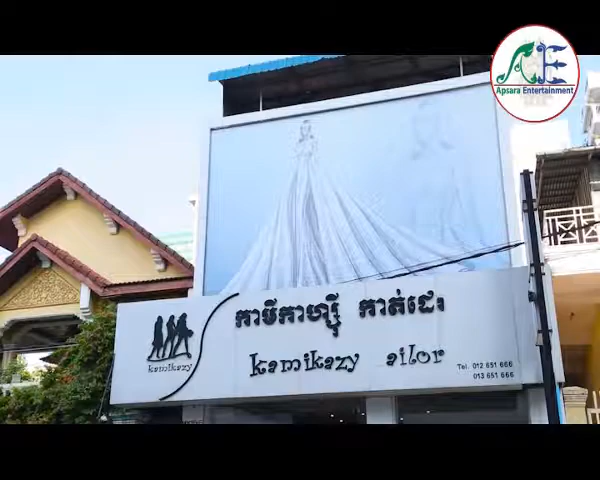 Apsara Entertainment
កាមីកាហ្ស៊ី កាត់ដេរ
kamikazy
kamikazy ailor
Tel. 012 651 666
013 651 666